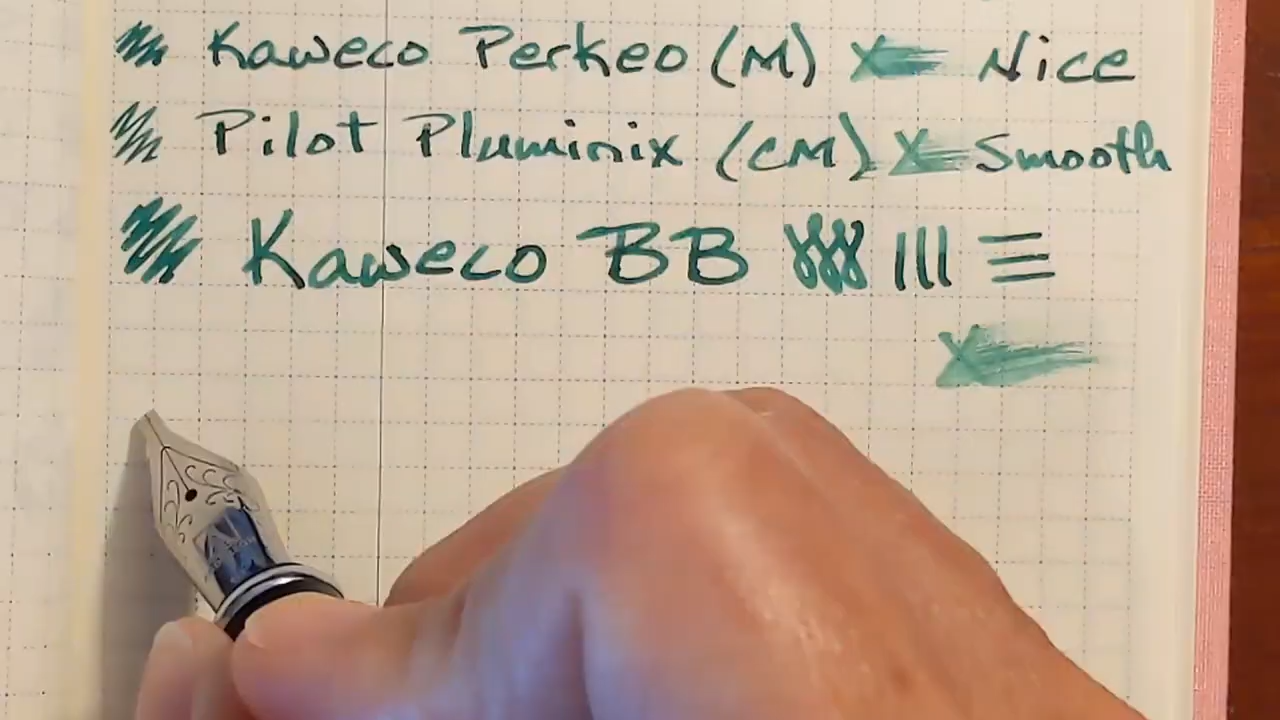 Kaweco Perkeo (M) X Nice
Pilot Pluminix (CM) X Smooth
Kaweco BB
X